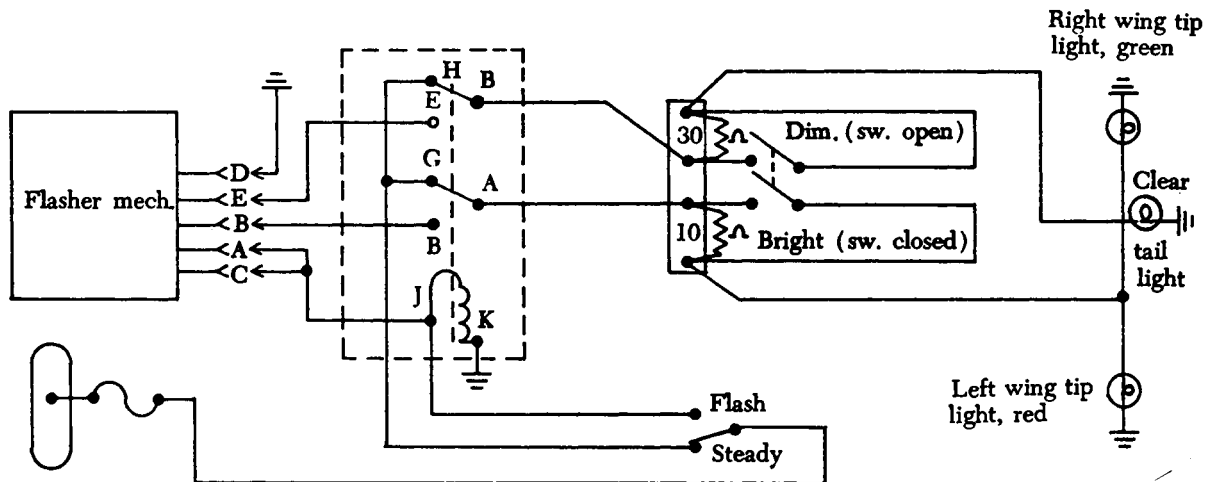 Right wing tip
light, green
H
B
E
D
30
Dim. (sw. open)
G
A
Clear
Flasher mech.
E
B
B
10
Bright (sw. closed)
A
tail
light
C
J
K
Left wing tip
light, red
Flash
Steady